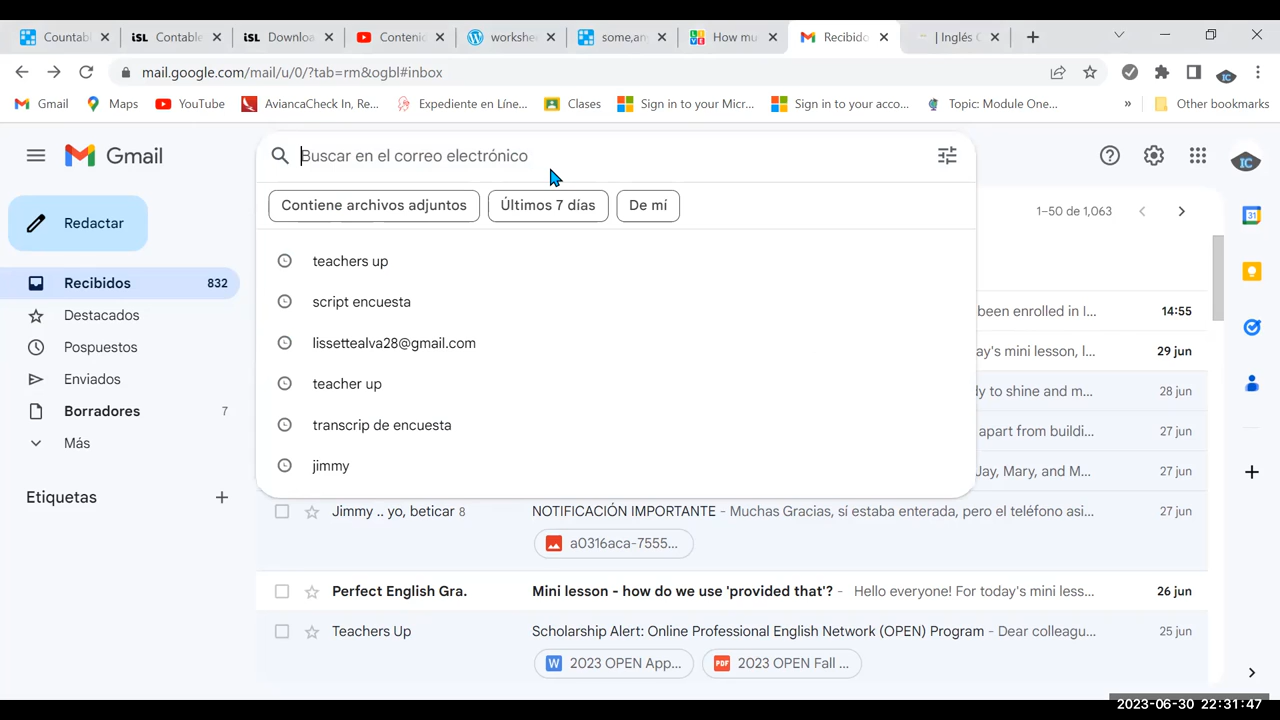 Countab
iSL Contable
iSL Downloa
Contenic
workshee
some,am
How mu
Recibido
| Inglés C
mail.google.com/mail/u/0/?tab=rm&ogbl#inbox
Gmail
Maps
YouTube
AviancaCheck In, Re...
Expediente en Líne...
Clases
Sign in to your Micr...
Sign in to your acco...
Topic: Module One...
»
Other bookmarks
Gmail
Buscar en el correo electrónico
IC
Contiene archivos adjuntos
Últimos 7 días
De mí
1–50 de 1,063
Redactar
Recibidos 832
Destacados
Pospuestos
Enviados
Borradores 7
Más
Etiquetas
teachers up
script encuesta
lissettealva28@gmail.com
teacher up
transcrip de encuesta
jimmy
been enrolled in I... 14:55
ay's mini lesson, I... 29 jun
dy to shine and m... 28 jun
apart from buildi... 27 jun
Jay, Mary, and M... 27 jun
Jimmy .. yo, beticar 8 NOTIFICACIÓN IMPORTANTE - Muchas Gracias, sí estaba enterada, pero el teléfono asi... 27 jun
a0316aca-7555...
Perfect English Gra. Mini lesson - how do we use 'provided that'? - Hello everyone! For today's mini less... 26 jun
Teachers Up Scholarship Alert: Online Professional English Network (OPEN) Program - Dear colleagu... 25 jun
W 2023 OPEN App...
PDF 2023 OPEN Fall ...
2023-06-30 22:31:47